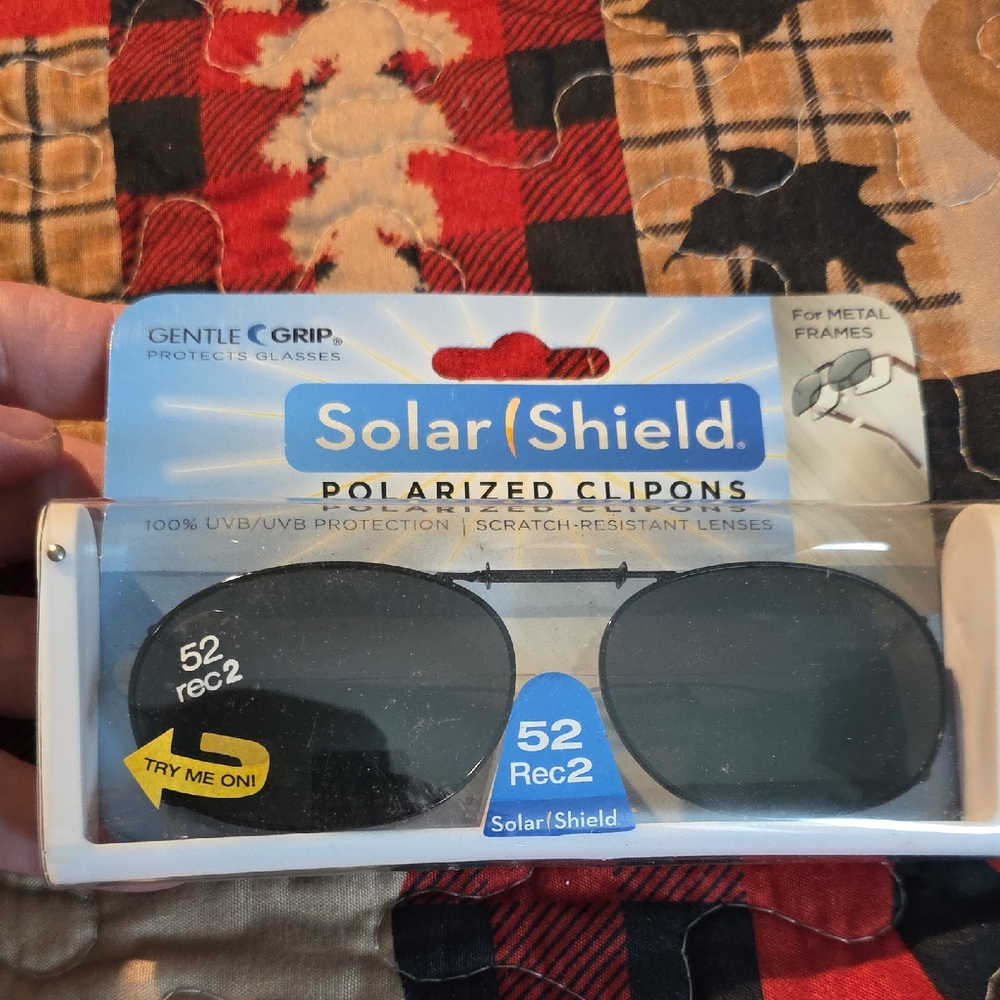 GENTLE GRIP®
PROTECTS GLASSES
For METAL
FRAMES
Solar Shield®
POLARIZED CLIPONS
100% UVB/UVB PROTECTION | SCRATCH-RESISTANT LENSES
52
rec2
TRY ME ON!
52
Rec2
Solar Shield